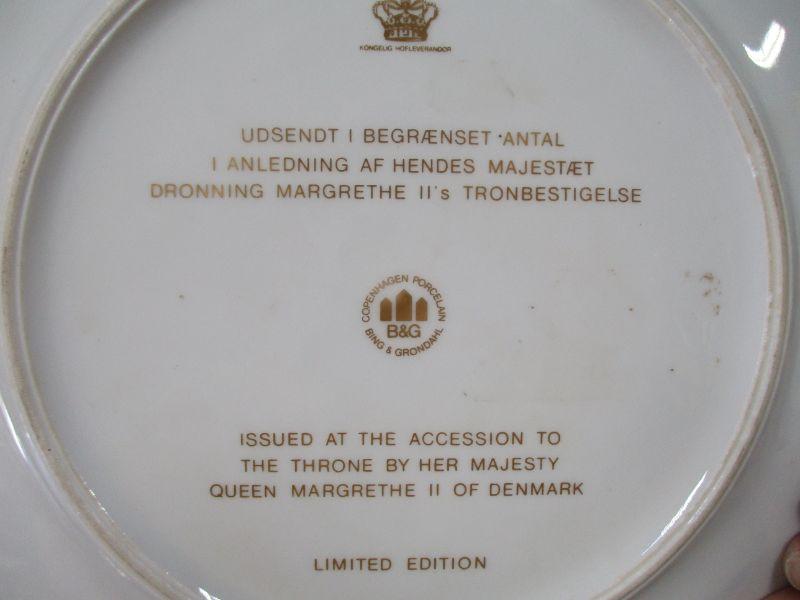 KONGELIG HOFLEVERANDØR
UDSENDT I BEGRÆNSET ANTAL
I ANLEDNING AF HENDES MAJESTÆT
DRONNING MARGRETHE II's TRONBESTIGELSE
COPENHAGEN PORCELAIN
B&G
BING & GRONDAHL
ISSUED AT THE ACCESSION TO
THE THRONE BY HER MAJESTY
QUEEN MARGRETHE II OF DENMARK
LIMITED EDITION